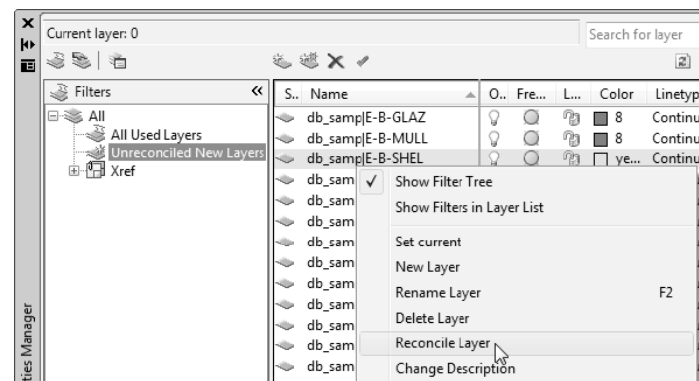 Current layer: 0
Search for layer
Filters
All
All Used Layers
Unreconciled New Layers
Xref
S.. Name O.. Fre... L... Color Linetyp
db_samp|E-B-GLAZ 8 Continu
db_samp|E-B-MULL 8 Continu
db_samp|E-B-SHEL ye... Continu
db_sam
db_sam
db_sam
db_sam
db_sam
db_sam
db_sam
db_sam
db_sam
db_sam
Show Filter Tree
Show Filters in Layer List
Set current
New Layer
Rename Layer F2
Delete Layer
Reconcile Layer
Change Description
ties Manager